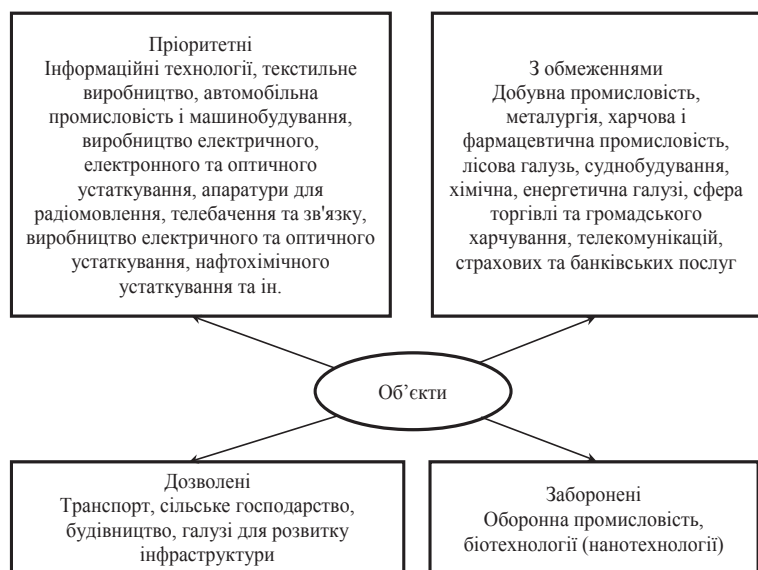 Пріоритетні
Інформаційні технології, текстильне
виробництво, автомобільна
промисловість і машинобудування,
виробництво електричного,
електронного та оптичного
устаткування, апаратури для
радіомовлення, телебачення та зв'язку,
виробництво електричного та оптичного
устаткування, нафтохімічного
устаткування та ін.
З обмеженнями
Добувна промисловість,
металургія, харчова і
фармацевтична промисловість,
лісова галузь, суднобудування,
хімічна, енергетична галузі, сфера
торгівлі та громадського
харчування, телекомунікацій,
страхових та банківських послуг
Об’єкти
Дозволені
Транспорт, сільське господарство,
будівництво, галузі для розвитку
інфраструктури
Заборонені
Оборонна промисловість,
біотехнології (нанотехнології)